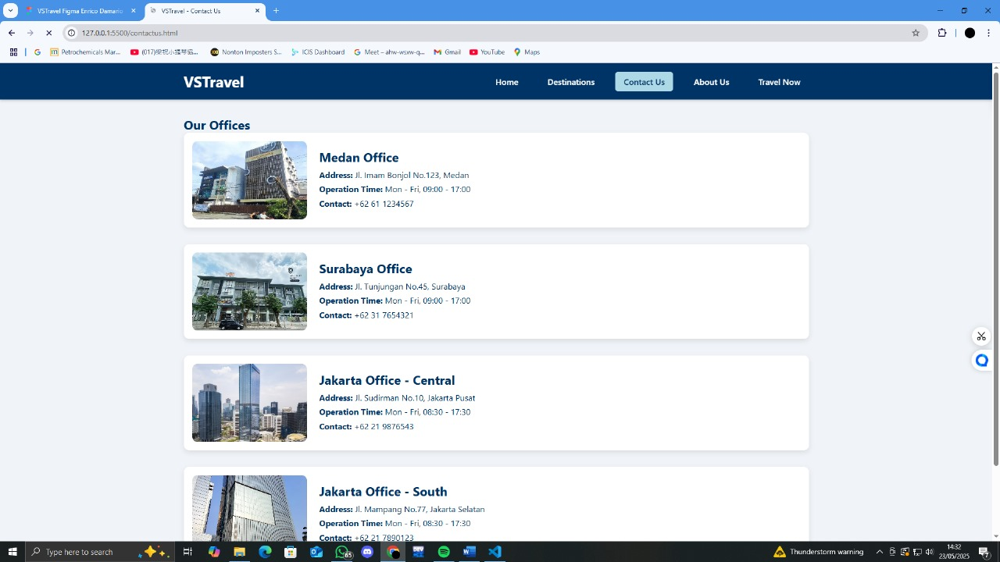 VSTravel Figma Enrico Damario
VSTravel - Contact Us
127.0.0.1:5500/contactus.html
Petrochemicals Mar...
Nonton Imposters S...
ICIS Dashboard
Meet – ahw-wsxw-q...
Gmail
YouTube
Maps
VSTravel
Home
Destinations
Contact Us
About Us
Travel Now
Our Offices
Medan Office
Address: Jl. Imam Bonjol No.123, Medan
Operation Time: Mon - Fri, 09:00 - 17:00
Contact: +62 61 1234567
Surabaya Office
Address: Jl. Tunjungan No.45, Surabaya
Operation Time: Mon - Fri, 09:00 - 17:00
Contact: +62 31 7654321
Jakarta Office - Central
Address: Jl. Sudirman No.10, Jakarta Pusat
Operation Time: Mon - Fri, 08:30 - 17:30
Contact: +62 21 9876543
Jakarta Office - South
Address: Jl. Mampang No.77, Jakarta Selatan
Operation Time: Mon - Fri, 08:30 - 17:30
Contact: +62 21 7890123
Type here to search
65
Thunderstorm warning
14:32
23/05/2025